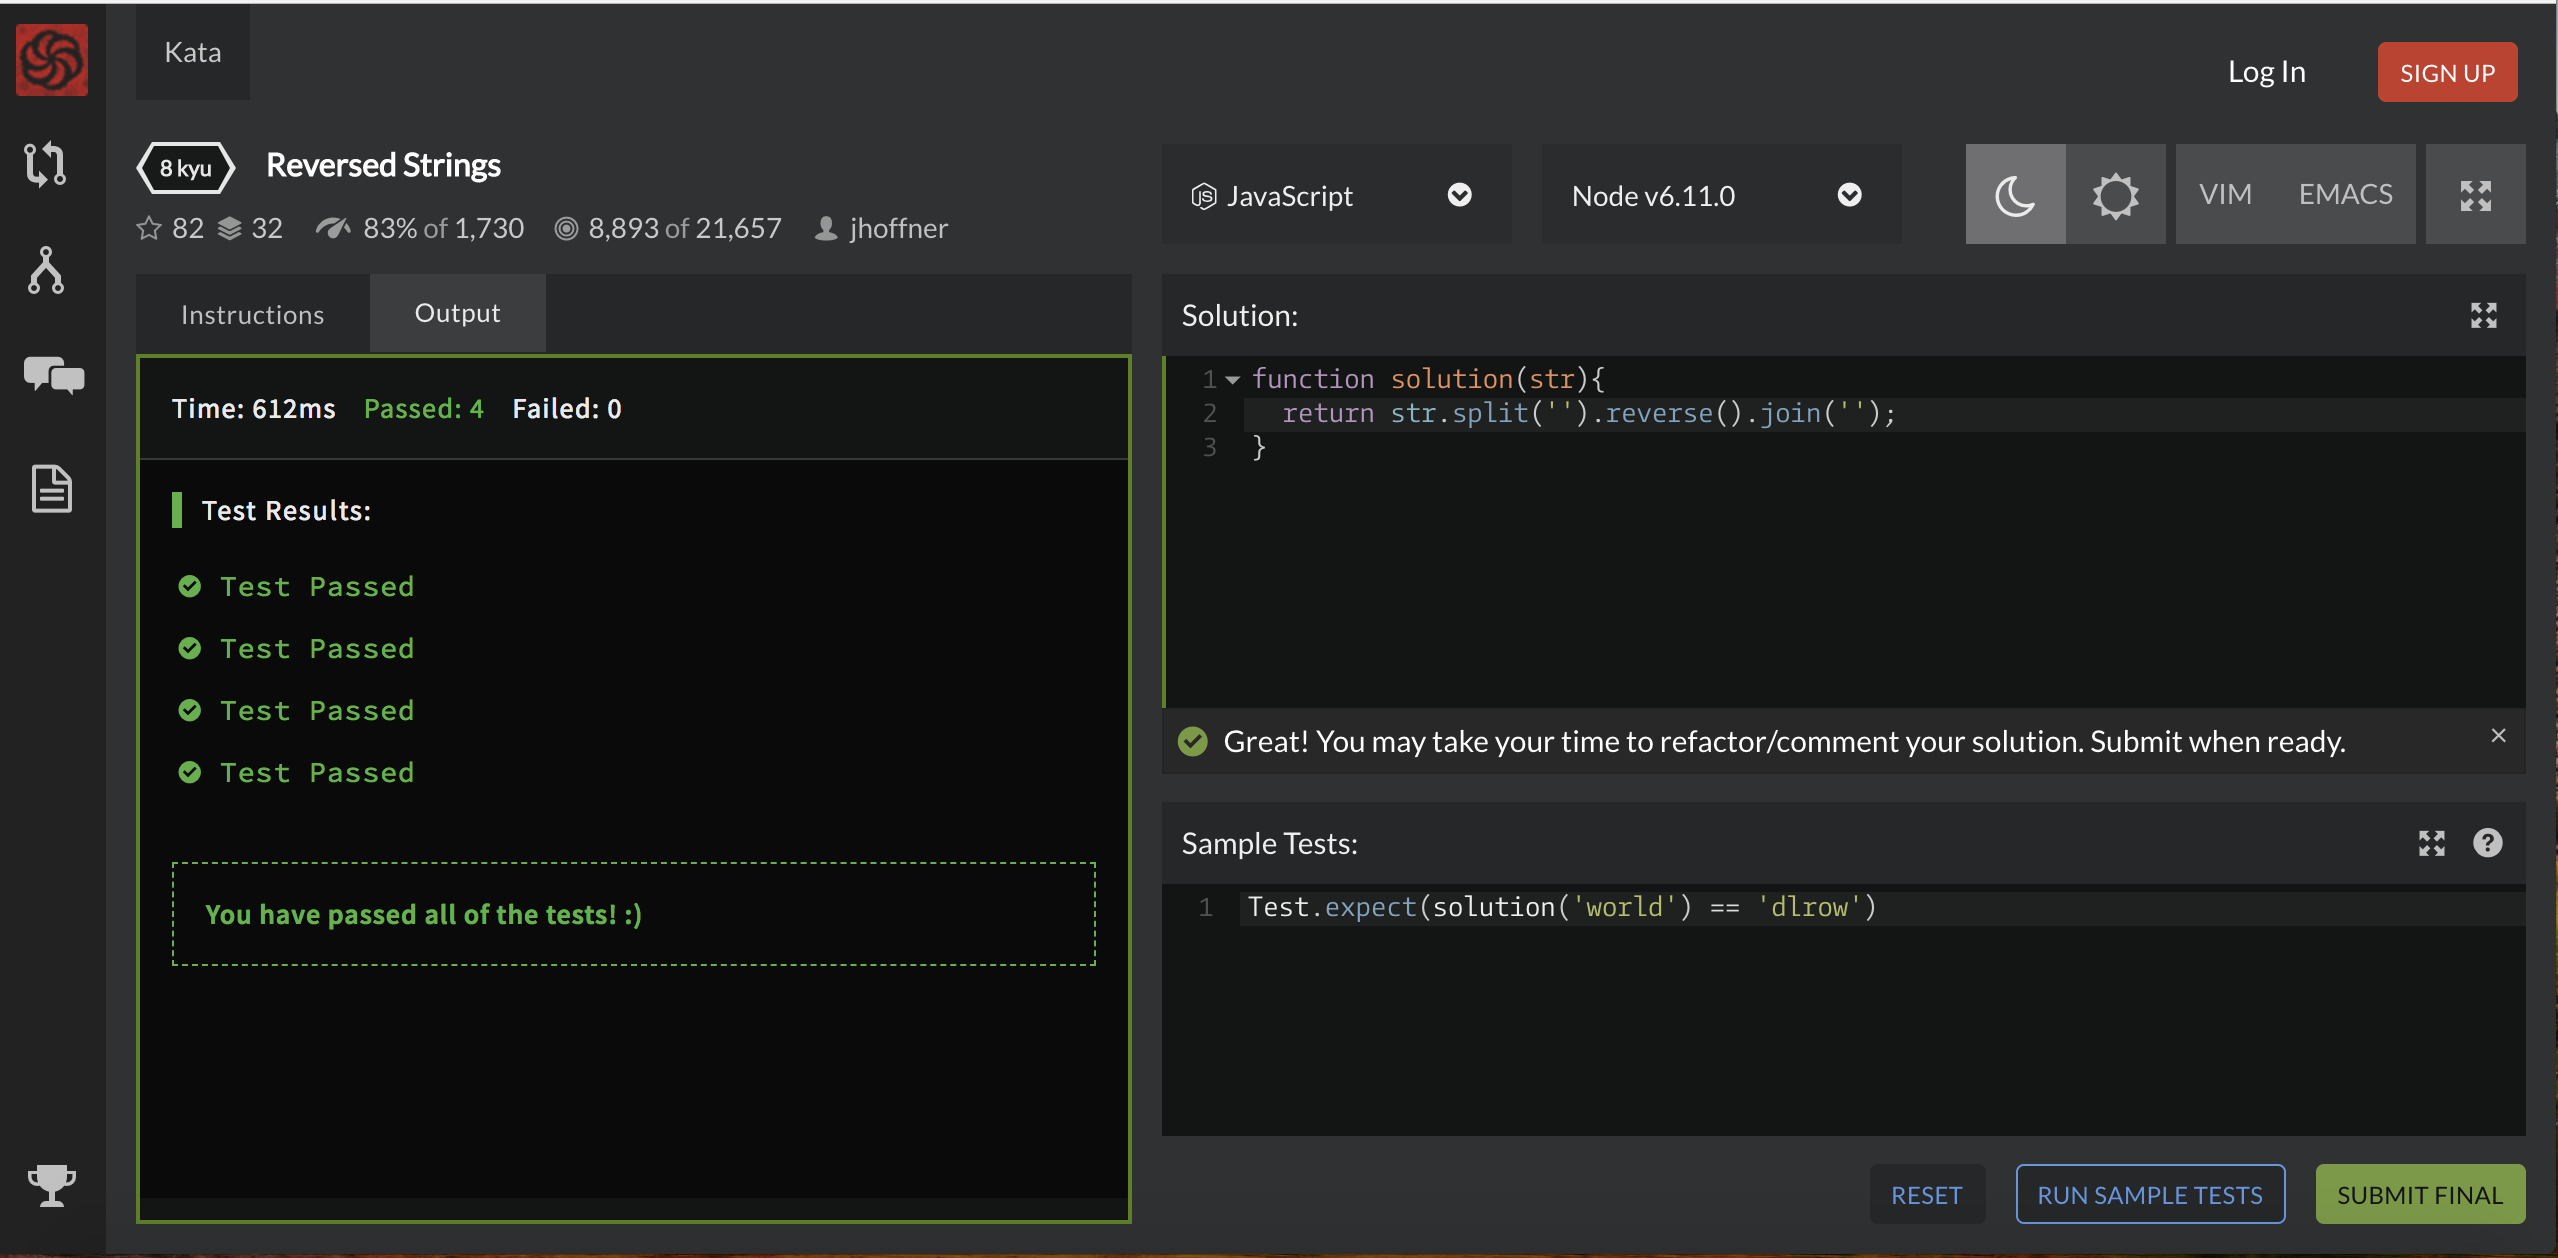 Kata
Log In
SIGN UP
8 kyu
Reversed Strings
82 32 83% of 1,730 8,893 of 21,657 jhoffner
JavaScript
Node v6.11.0
VIM EMACS
Instructions
Output
Time: 612ms Passed: 4 Failed: 0
Test Results:
Test Passed
Test Passed
Test Passed
Test Passed
You have passed all of the tests! :)
Solution:
1 function solution(str){
2 return str.split('').reverse().join('');
3 }
Great! You may take your time to refactor/comment your solution. Submit when ready.
Sample Tests:
1 Test.expect(solution('world') == 'dlrow')
RESET
RUN SAMPLE TESTS
SUBMIT FINAL